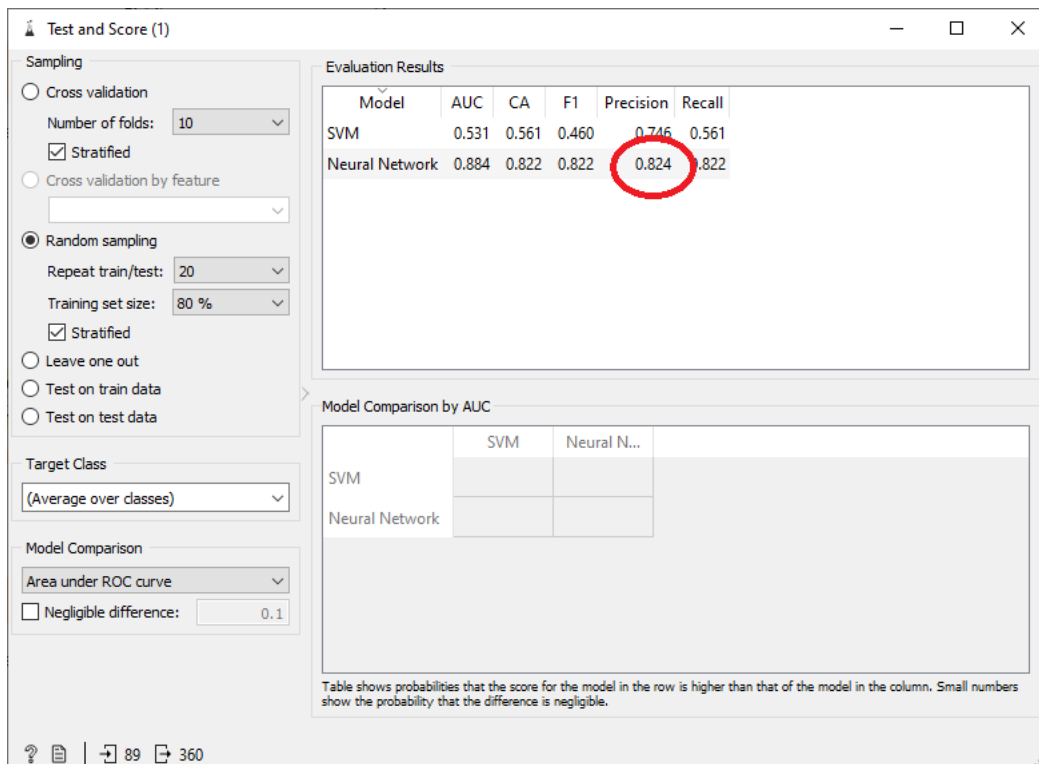 Test and Score (1)
Sampling
Cross validation
Number of folds: 10
Stratified
Cross validation by feature
Random sampling
Repeat train/test: 20
Training set size: 80 %
Stratified
Leave one out
Test on train data
Test on test data
Target Class
(Average over classes)
Model Comparison
Area under ROC curve
Negligible difference: 0.1
Evaluation Results
Model AUC CA F1 Precision Recall
SVM 0.531 0.561 0.460 0.746 0.561
Neural Network 0.884 0.822 0.822 0.824 0.822
Model Comparison by AUC
SVM Neural N...
SVM
Neural Network
Table shows probabilities that the score for the model in the row is higher than that of the model in the column. Small numbers
show the probability that the difference is negligible.
? 89 360